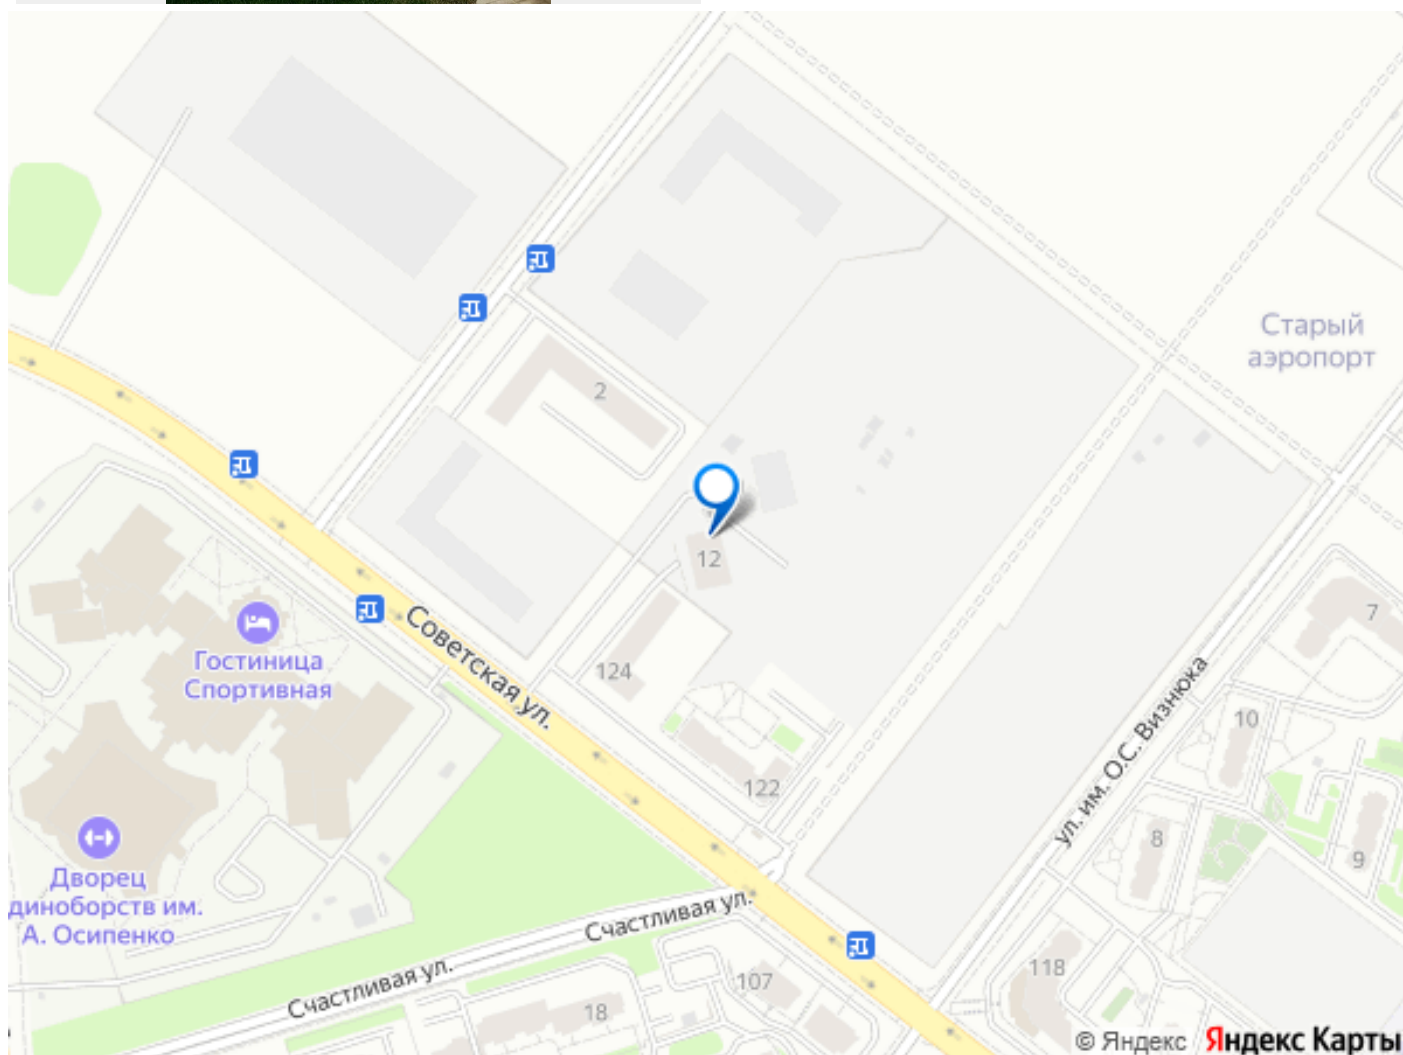 Старый
аэропорт
2
12
7
Советская ул.
Гостиница
Спортивная
124
ул. им. О.С. Визнюка
10
122
8
9
Дворец
диноборств им.
А. Осипенко
Счастливая ул.
Счастливая ул.
107
118
18
© Яндекс Яндекс Карты